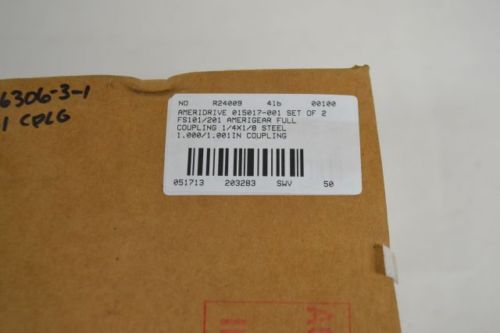 6306-3-1
CPLG
NO R24009 4lb 00100
AMERIDRIVE 015017-001 SET OF 2
FS101/201 AMERIGEAR FULL
COUPLING 1/4X1/8 STEEL
1.000/1.001IN COUPLING
051713 203283 SWV 50